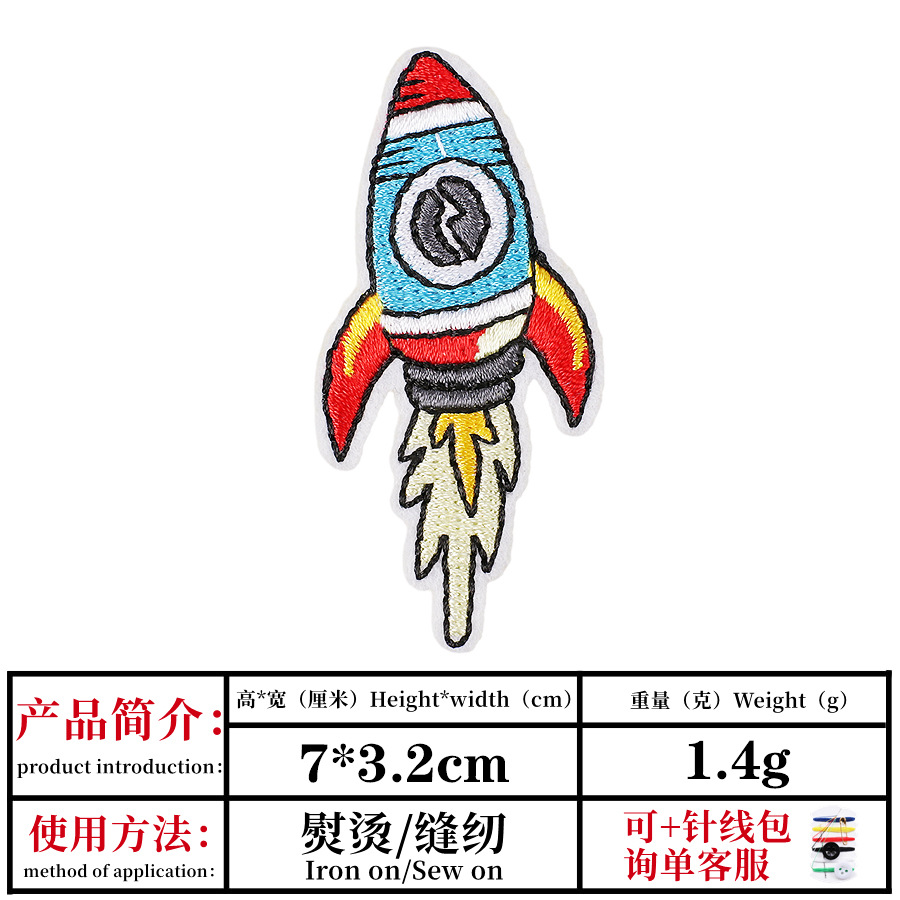 产品简介：
product introduction：
高*宽（厘米）Height*width（cm）
重量（克）Weight（g）
7*3.2cm
1.4g
使用方法：
method of application：
熨烫/缝纫
Iron on/Sew on
可+针线包
询单客服